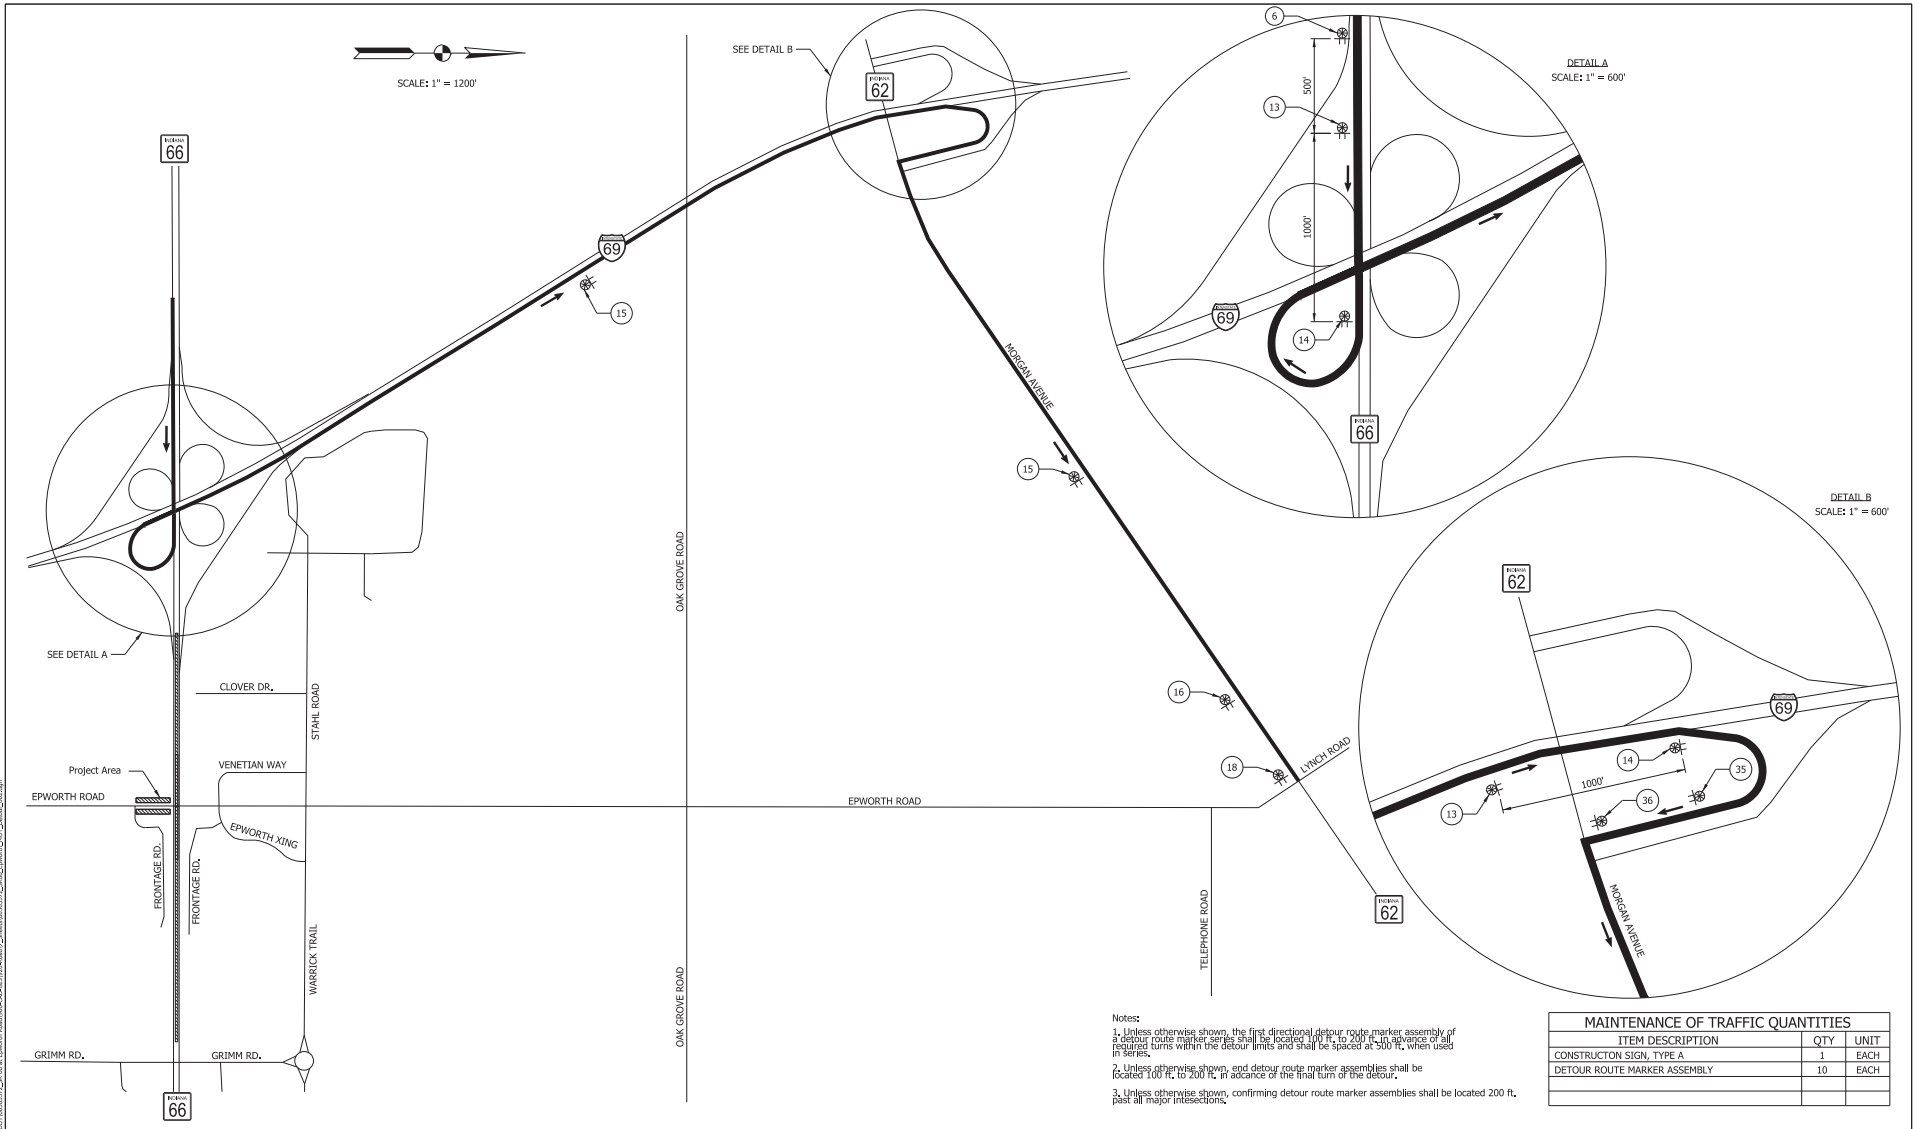 SCALE: 1" = 1200'
INDIANA
66
SEE DETAIL B
INDIANA
62
69
15
SEE DETAIL A
CLOVER DR.
STAHL ROAD
VENETIAN WAY
Project Area
EPWORTH ROAD
EPWORTH XING
FRONTAGE RD.
FRONTAGE RD.
WARRICK TRAIL
GRIMM RD.
GRIMM RD.
INDIANA
66
OAK GROVE ROAD
OAK GROVE ROAD
EPWORTH ROAD
MORGAN AVENUE
15
16
18
LYNCH ROAD
TELEPHONE ROAD
INDIANA
62
DETAIL A
SCALE: 1" = 600'
6
500'
13
1000'
69
14
INDIANA
66
DETAIL B
SCALE: 1" = 600'
INDIANA
62
69
14
35
1000'
13
36
MORGAN AVENUE
Notes:
1. Unless otherwise shown, the first directional detour route marker assembly of
a detour route marker series shall be located 100 ft. to 200 ft. in advance of all
required turns within the detour limits and shall be spaced at 500 ft. when used
in series.
2. Unless otherwise shown, end detour route marker assemblies shall be
located 100 ft. to 200 ft. in adcance of the final turn of the detour.
3. Unless otherwise shown, confirming detour route marker assemblies shall be located 200 ft.
past all major intesections.
MAINTENANCE OF TRAFFIC QUANTITIES
ITEM DESCRIPTION QTY UNIT
CONSTRUCTON SIGN, TYPE A 1 EACH
DETOUR ROUTE MARKER ASSEMBLY 10 EACH